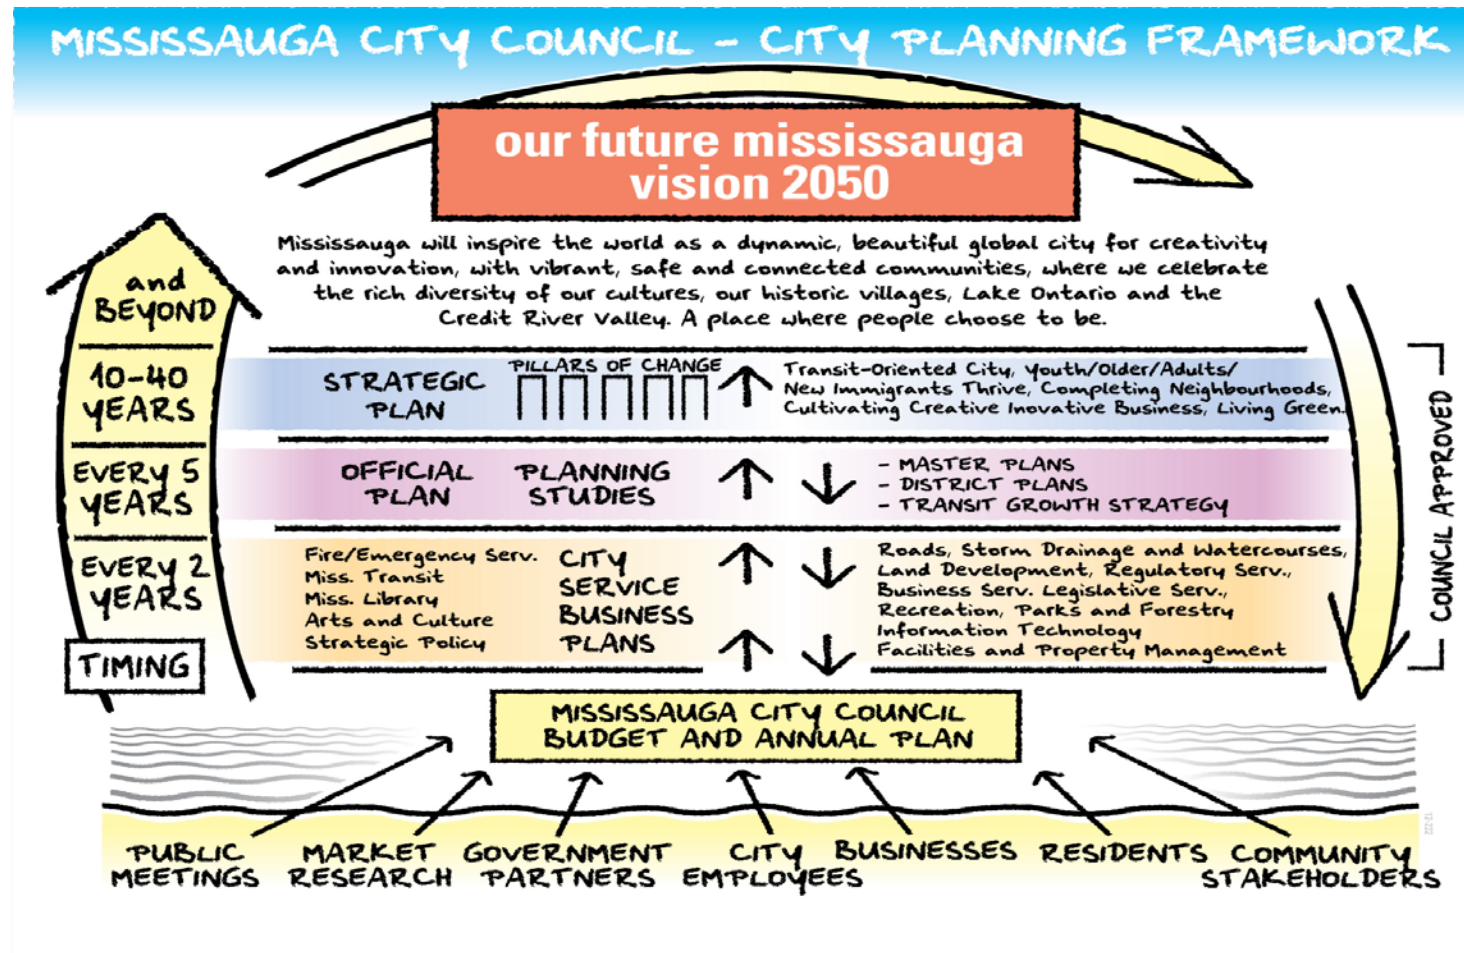 MISSISSAUGA CITY COUNCIL - CITY PLANNING FRAMEWORK
our future mississauga
vision 2050
Mississauga will inspire the world as a dynamic, beautiful global city for creativity
and innovation, with vibrant, safe and connected communities, where we celebrate
the rich diversity of our cultures, our historic villages, Lake Ontario and the
Credit River Valley. A place where people choose to be.
and
BEYOND
10-40
YEARS
STRATEGIC
PLAN
PILLARS OF CHANGE
Transit-Oriented City, Youth/Older/Adults/
New Immigrants Thrive, Completing Neighbourhoods,
Cultivating Creative Inovative Business, Living Green.
EVERY 5
YEARS
OFFICIAL
PLAN
PLANNING
STUDIES
- MASTER PLANS
- DISTRICT PLANS
- TRANSIT GROWTH STRATEGY
EVERY 2
YEARS
Fire/Emergency Serv.
Miss. Transit
Miss. Library
Arts and Culture
Strategic Policy
CITY
SERVICE
BUSINESS
PLANS
Roads, Storm Drainage and Watercourses,
Land Development, Regulatory Serv.,
Business Serv. Legislative Serv.,
Recreation, Parks and Forestry
Information Technology
Facilities and Property Management
TIMING
COUNCIL APPROVED
MISSISSAUGA CITY COUNCIL
BUDGET AND ANNUAL PLAN
PUBLIC
MEETINGS
MARKET
RESEARCH
GOVERNMENT
PARTNERS
CITY
EMPLOYEES
BUSINESSES
RESIDENTS
COMMUNITY
STAKEHOLDERS